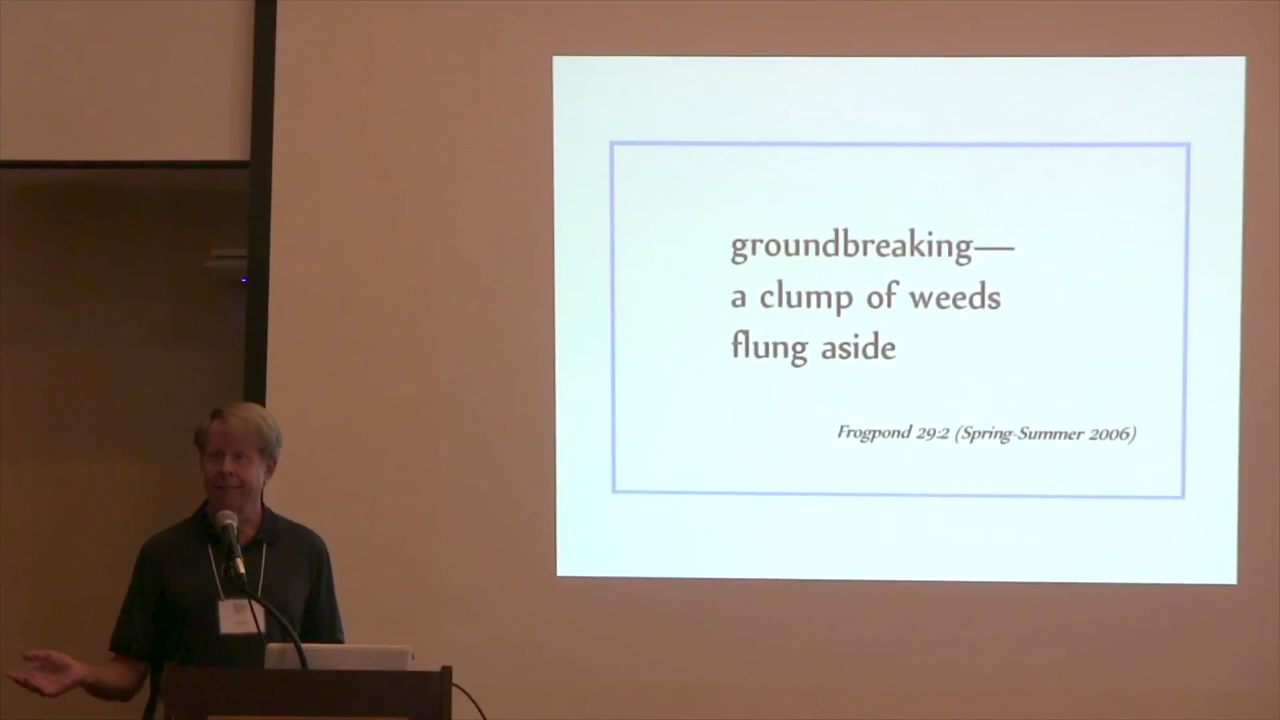 groundbreaking—
a clump of weeds
flung aside
Frogpond 29:2 (Spring-Summer 2006)